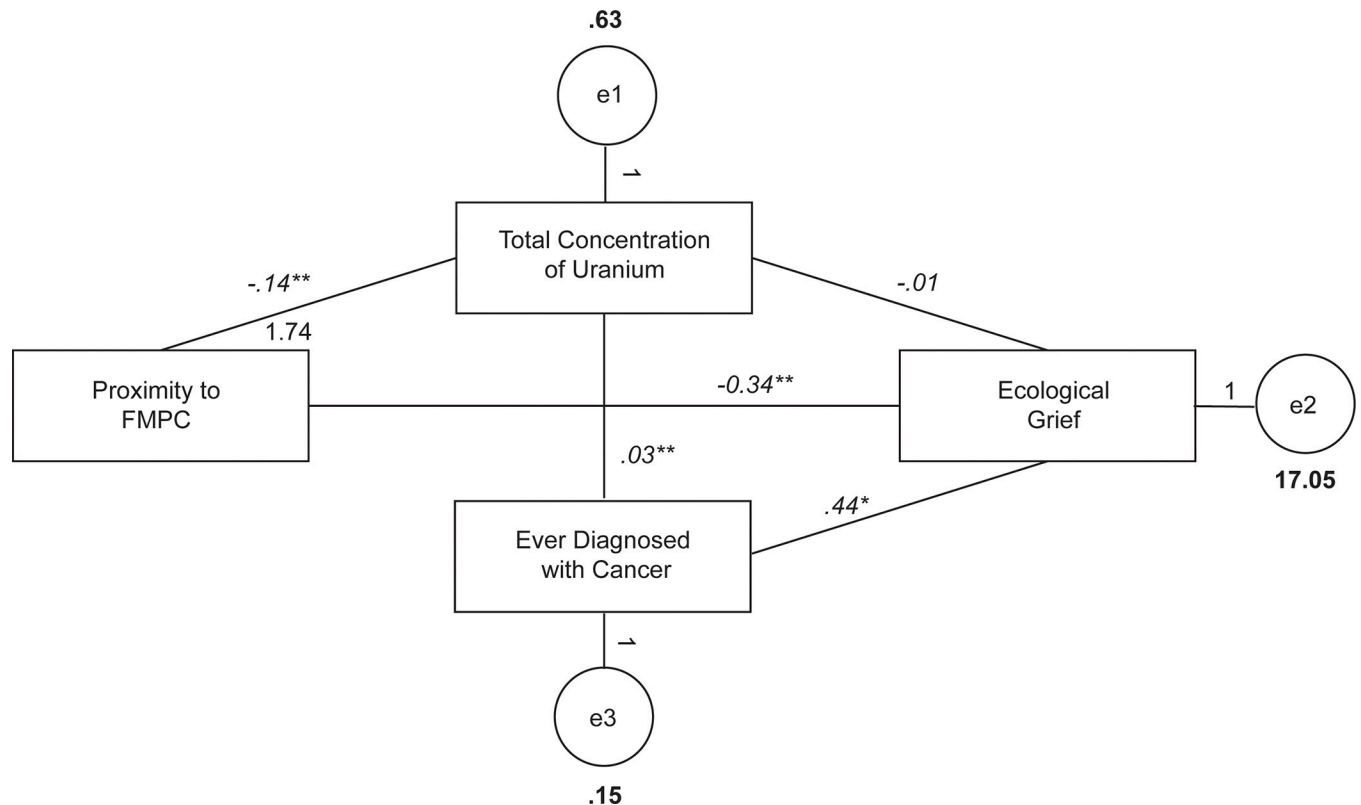 .63
e1
1
Total Concentration
of Uranium
-.14**
-.01
1.74
Proximity to
FMPC
-0.34**
Ecological
Grief
1
e2
17.05
.03**
.44*
Ever Diagnosed
with Cancer
1
e3
.15